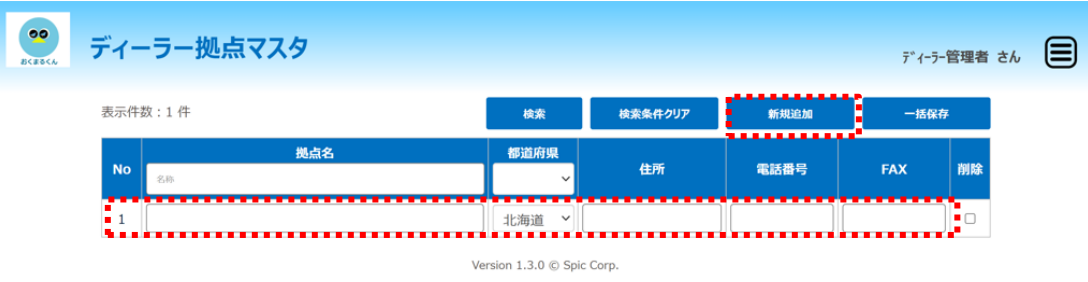 おくまるくん
ディーラー拠点マスタ
ﾃﾞｨｰﾗｰ管理者 さん
表示件数：1 件
検索
検索条件クリア
新規追加
一括保存
No
拠点名
都道府県
住所
電話番号
FAX
削除
名称
1
北海道
Version 1.3.0 © Spic Corp.